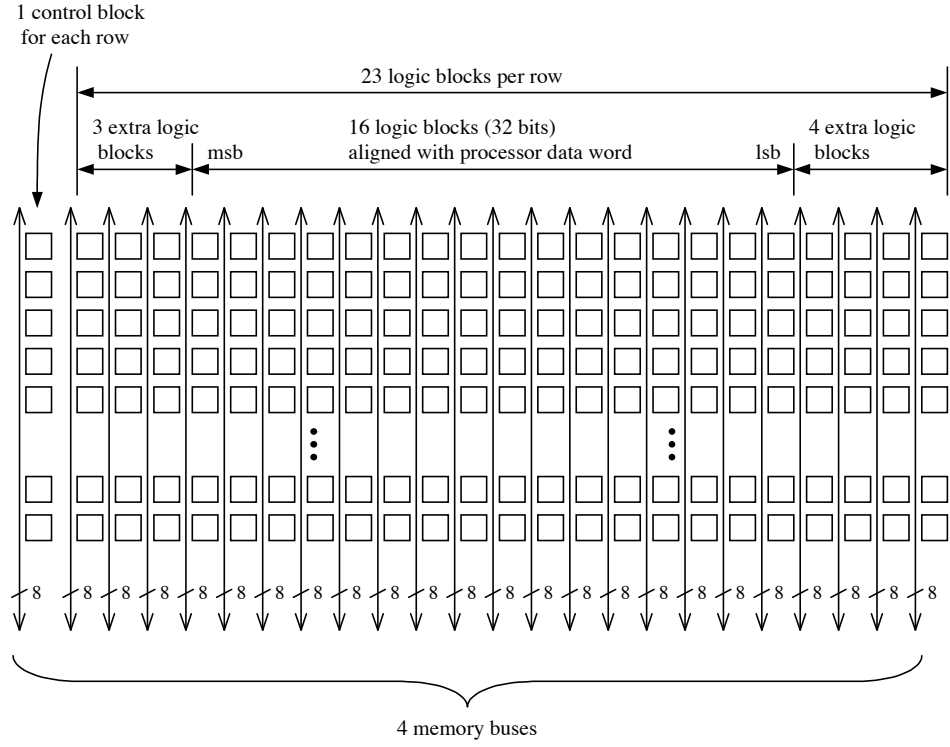 1 control block
for each row
23 logic blocks per row
3 extra logic
blocks
msb
16 logic blocks (32 bits)
aligned with processor data word
lsb
4 extra logic
blocks
8 8 8 8 8 8 8 8 8 8 8 8 8 8 8 8 8 8 8 8 8 8 8 8
4 memory buses